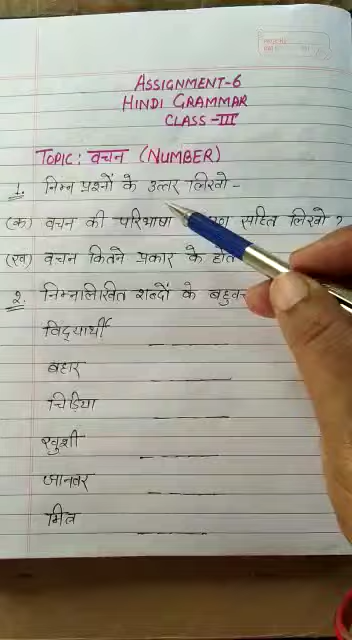 ASSIGNMENT-6
HINDI GRAMMAR
CLASS-III
TOPIC: वचन (NUMBER)
1. निम्न प्रश्नों के उत्तर लिखो -
(क) वचन की परिभाषा सहित लिखो ?
(ख) वचन कितने प्रकार के होते
2. निम्नलिखित शब्दों के
विद्यार्थी
बहार
चिड़िया
खुशी
जानवर
मित्र